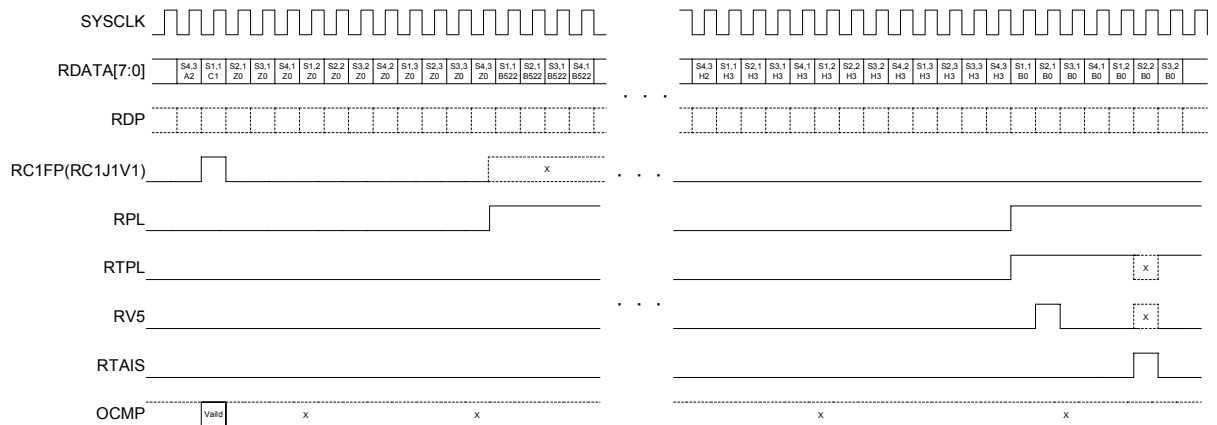 SYSCLK
RDATA[7:0]
S4,3 S1,1 S2,1 S3,1 S4,1 S1,2 S2,2 S3,2 S4,2 S1,3 S2,3 S3,3 S4,3 S1,1 S2,1 S3,1 S4,1
A2 C1 Z0 Z0 Z0 Z0 Z0 Z0 Z0 Z0 Z0 Z0 Z0 B522 B522 B522 B522
S4,3 S1,1 S2,1 S3,1 S4,1 S1,2 S2,2 S3,2 S4,2 S1,3 S2,3 S3,3 S4,3 S1,1 S2,1 S3,1 S4,1 S1,2 S2,2 S3,2
H2 H3 H3 H3 H3 H3 H3 H3 H3 H3 H3 H3 H3 B0 B0 B0 B0 B0 B0 B0
. . .
RDP
RC1FP(RC1J1V1) x . . .
RPL
RTPL x
. . .
RV5 x
RTAIS
OCMP Vaild x x x x